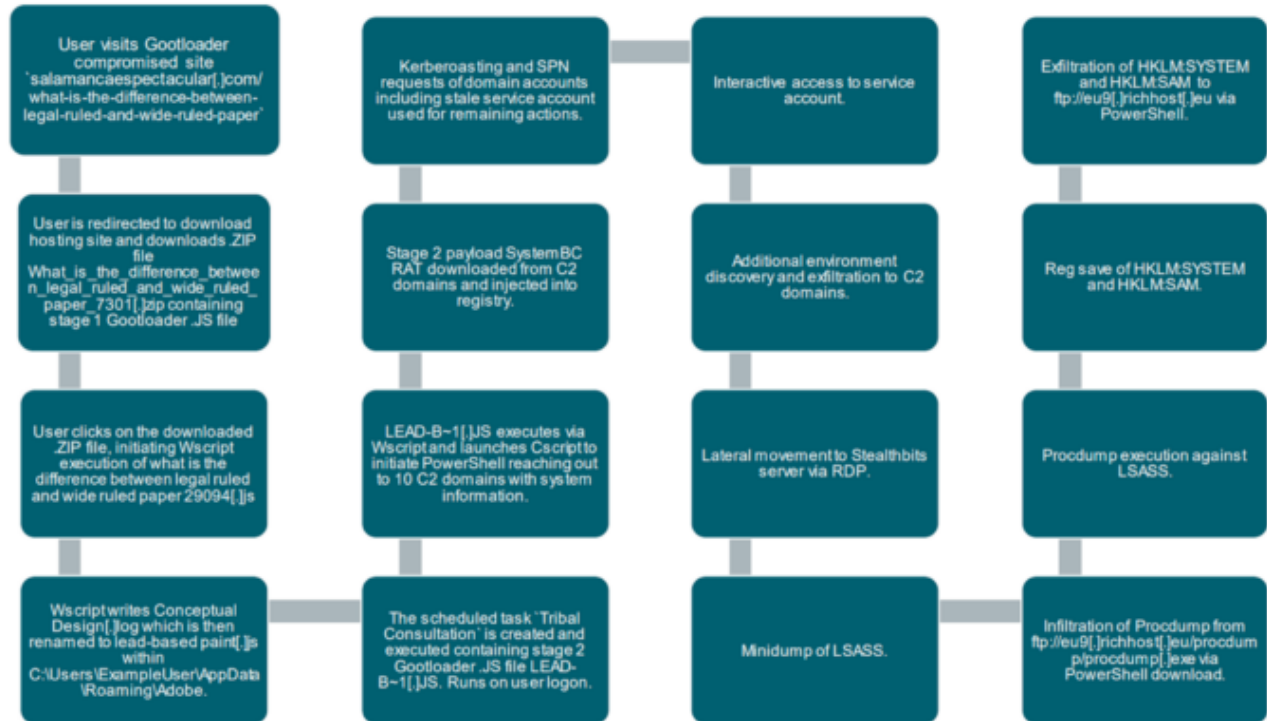 User visits Gootloader
compromised site
`salamancaespectacular[.]com/
what-is-the-difference-between-
legal-ruled-and-wide-ruled-paper`
User is redirected to download
hosting site and downloads .ZIP
file
What_is_the_difference_betwee
n_legal_ruled_and_wide_ruled_
paper_7301[.]zip containing
stage 1 Gootloader .JS file
User clicks on the downloaded
.ZIP file, initiating Wscript
execution of what is the
difference between legal ruled
and wide ruled paper 29094[.]js
Wscript writes Conceptual
Design[.]log which is then
renamed to lead-based paint[.]js
within
C:\Users\ExampleUser\AppData
\Roaming\Adobe.
The scheduled task `Tribal
Consultation` is created and
executed containing stage 2
Gootloader .JS file LEAD-
B~1[.]JS. Runs on user logon.
LEAD-B~1[.]JS executes via
Wscript and launches Cscript to
initiate PowerShell reaching out
to 10 C2 domains with system
information.
Stage 2 payload SystemBC
RAT downloaded from C2
domains and injected into
registry.
Kerberoasting and SPN
requests of domain accounts
including stale service account
used for remaining actions.
Interactive access to service
account.
Additional environment
discovery and exfiltration to C2
domains.
Lateral movement to Stealthbits
server via RDP.
Minidump of LSASS.
Infiltration of Procdump from
ftp://eu9[.]richhost[.]eu/procdum
p/procdump[.]exe via
PowerShell download.
Procdump execution against
LSASS.
Reg save of HKLM:SYSTEM
and HKLM:SAM.
Exfiltration of HKLM:SYSTEM
and HKLM:SAM to
ftp://eu9[.]richhost[.]eu via
PowerShell.